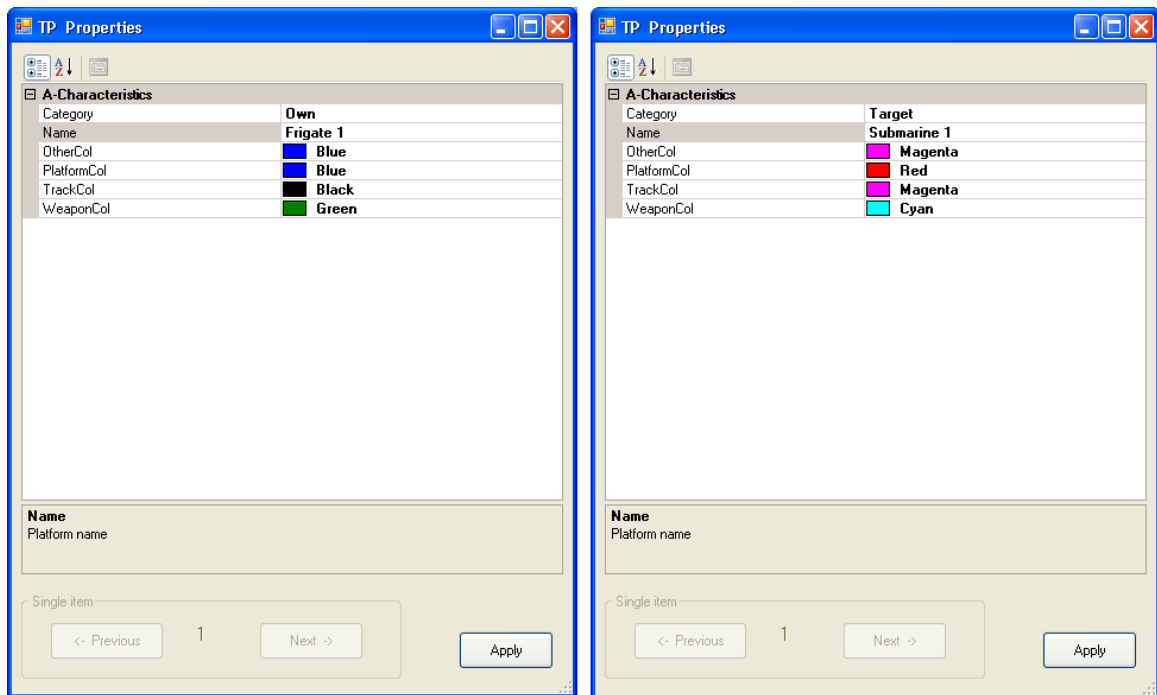 TP Properties
A
Z
A-Characteristics
Category Own
Name Frigate 1
OtherCol Blue
PlatformCol Blue
TrackCol Black
WeaponCol Green
Name
Platform name
Single item
<- Previous 1 Next -> Apply
TP Properties
A
Z
A-Characteristics
Category Target
Name Submarine 1
OtherCol Magenta
PlatformCol Red
TrackCol Magenta
WeaponCol Cyan
Name
Platform name
Single item
<- Previous 1 Next -> Apply